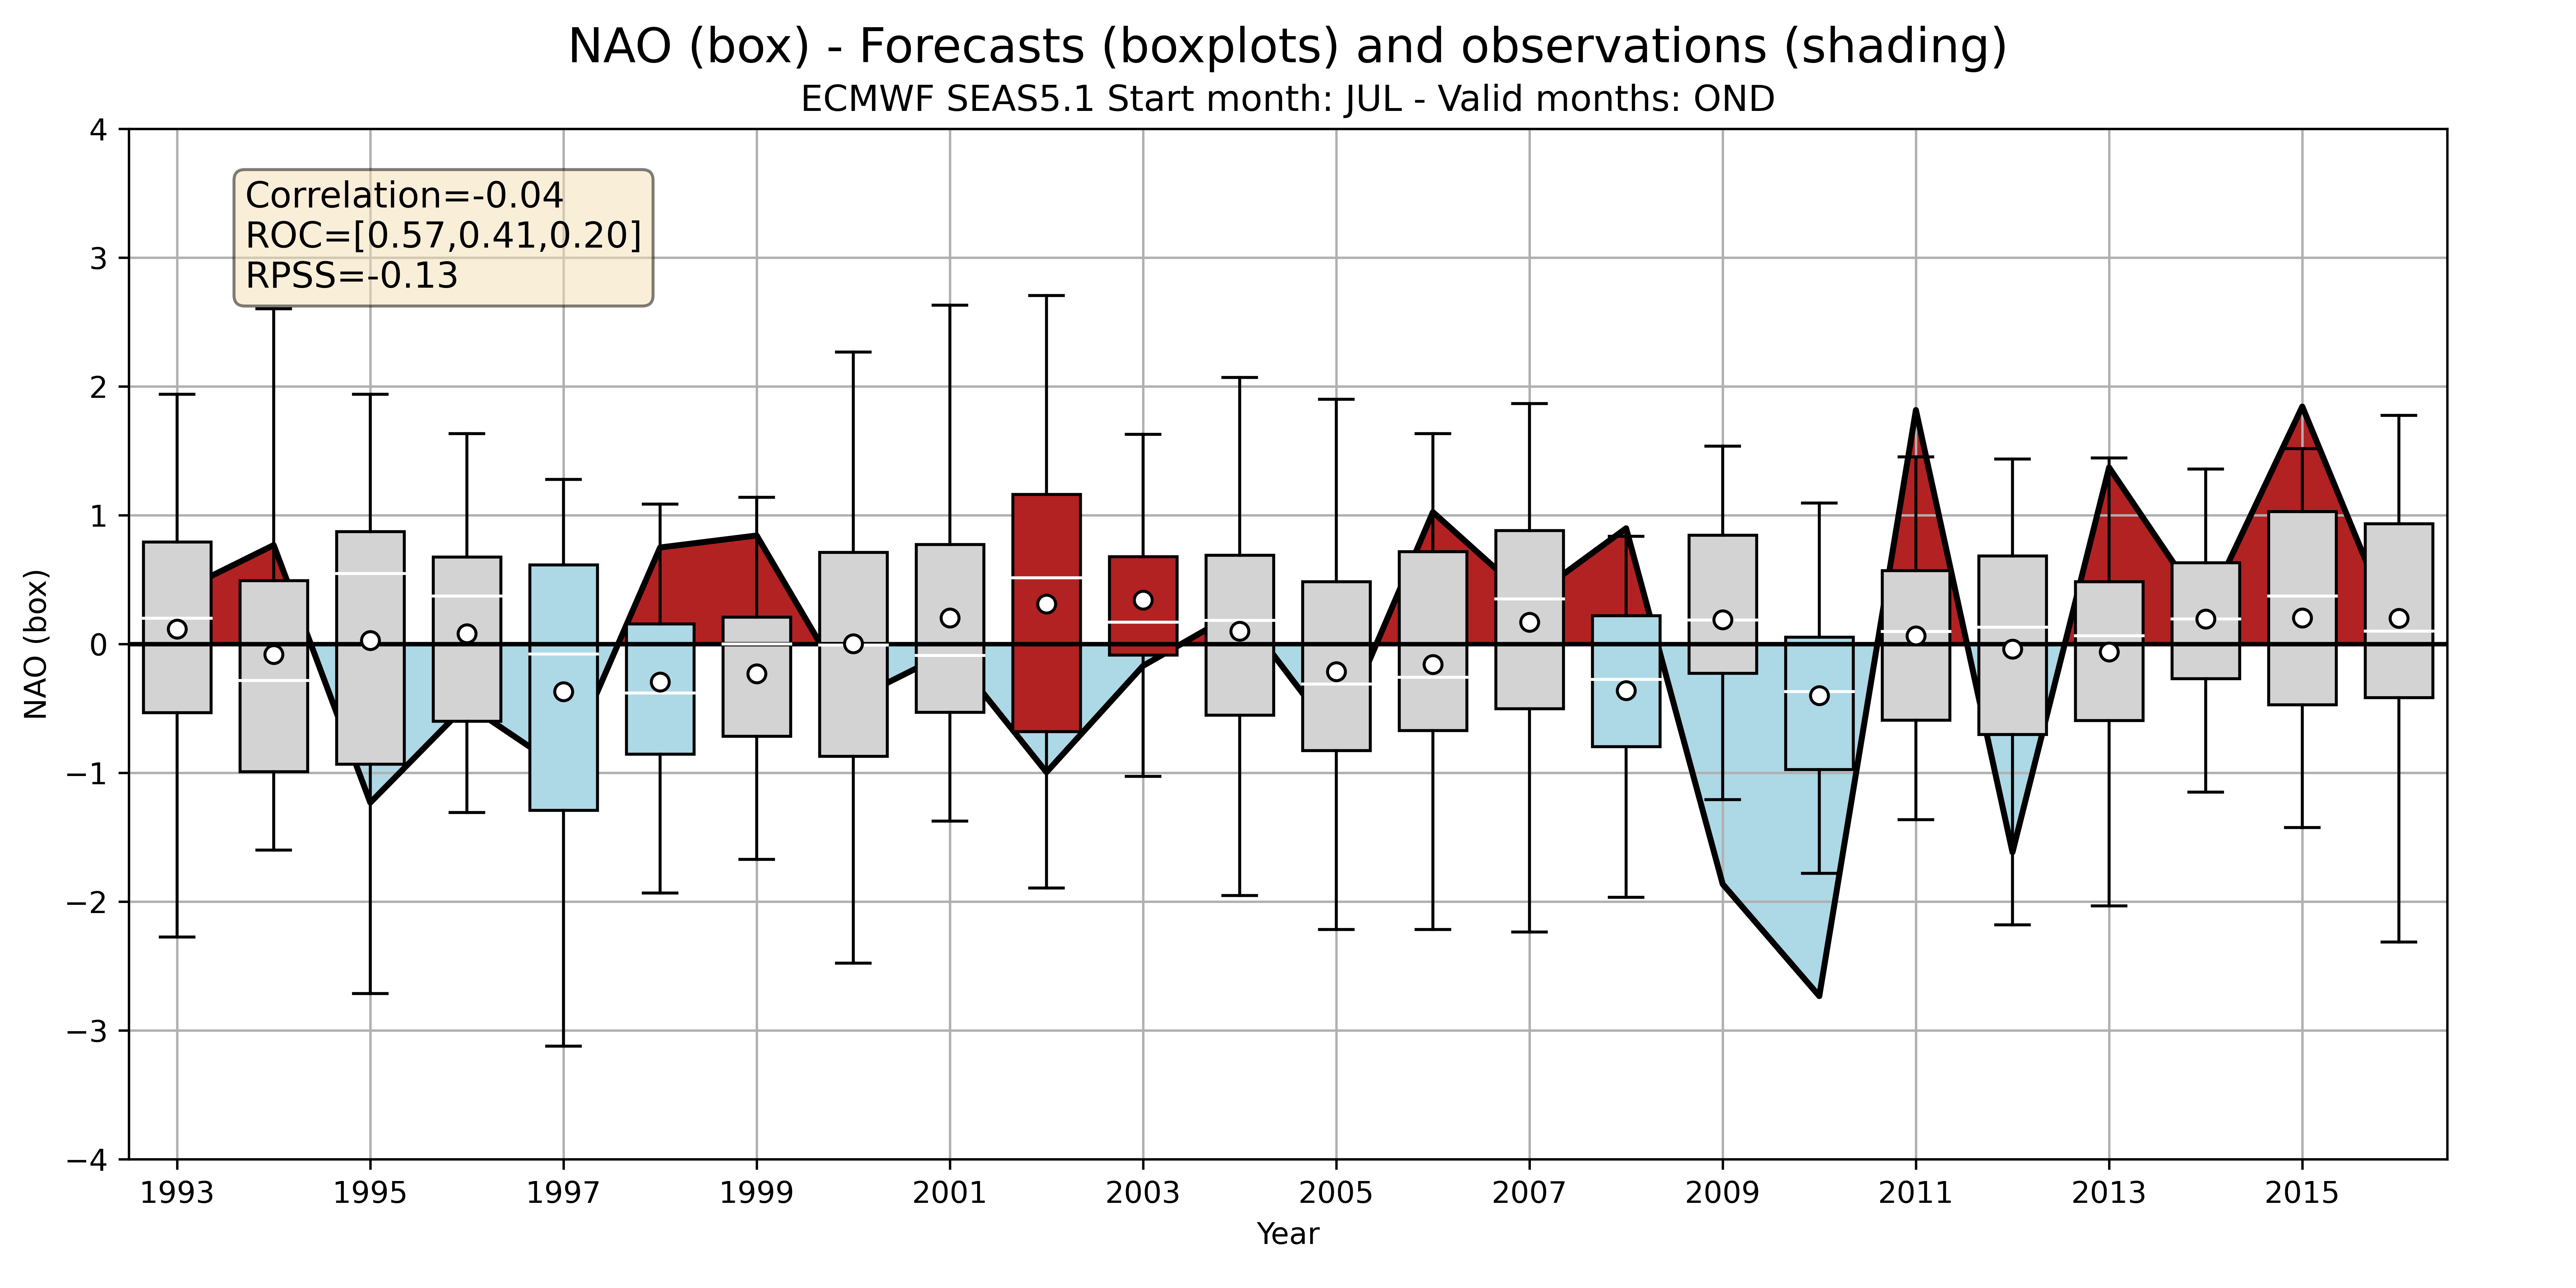 NAO (box) - Forecasts (boxplots) and observations (shading)
ECMWF SEAS5.1 Start month: JUL - Valid months: OND
Correlation=-0.04
ROC=[0.57,0.41,0.20]
RPSS=-0.13
NAO (box)
4
3
2
1
0
−1
−2
−3
−4
1993 1995 1997 1999 2001 2003 2005 2007 2009 2011 2013 2015
Year